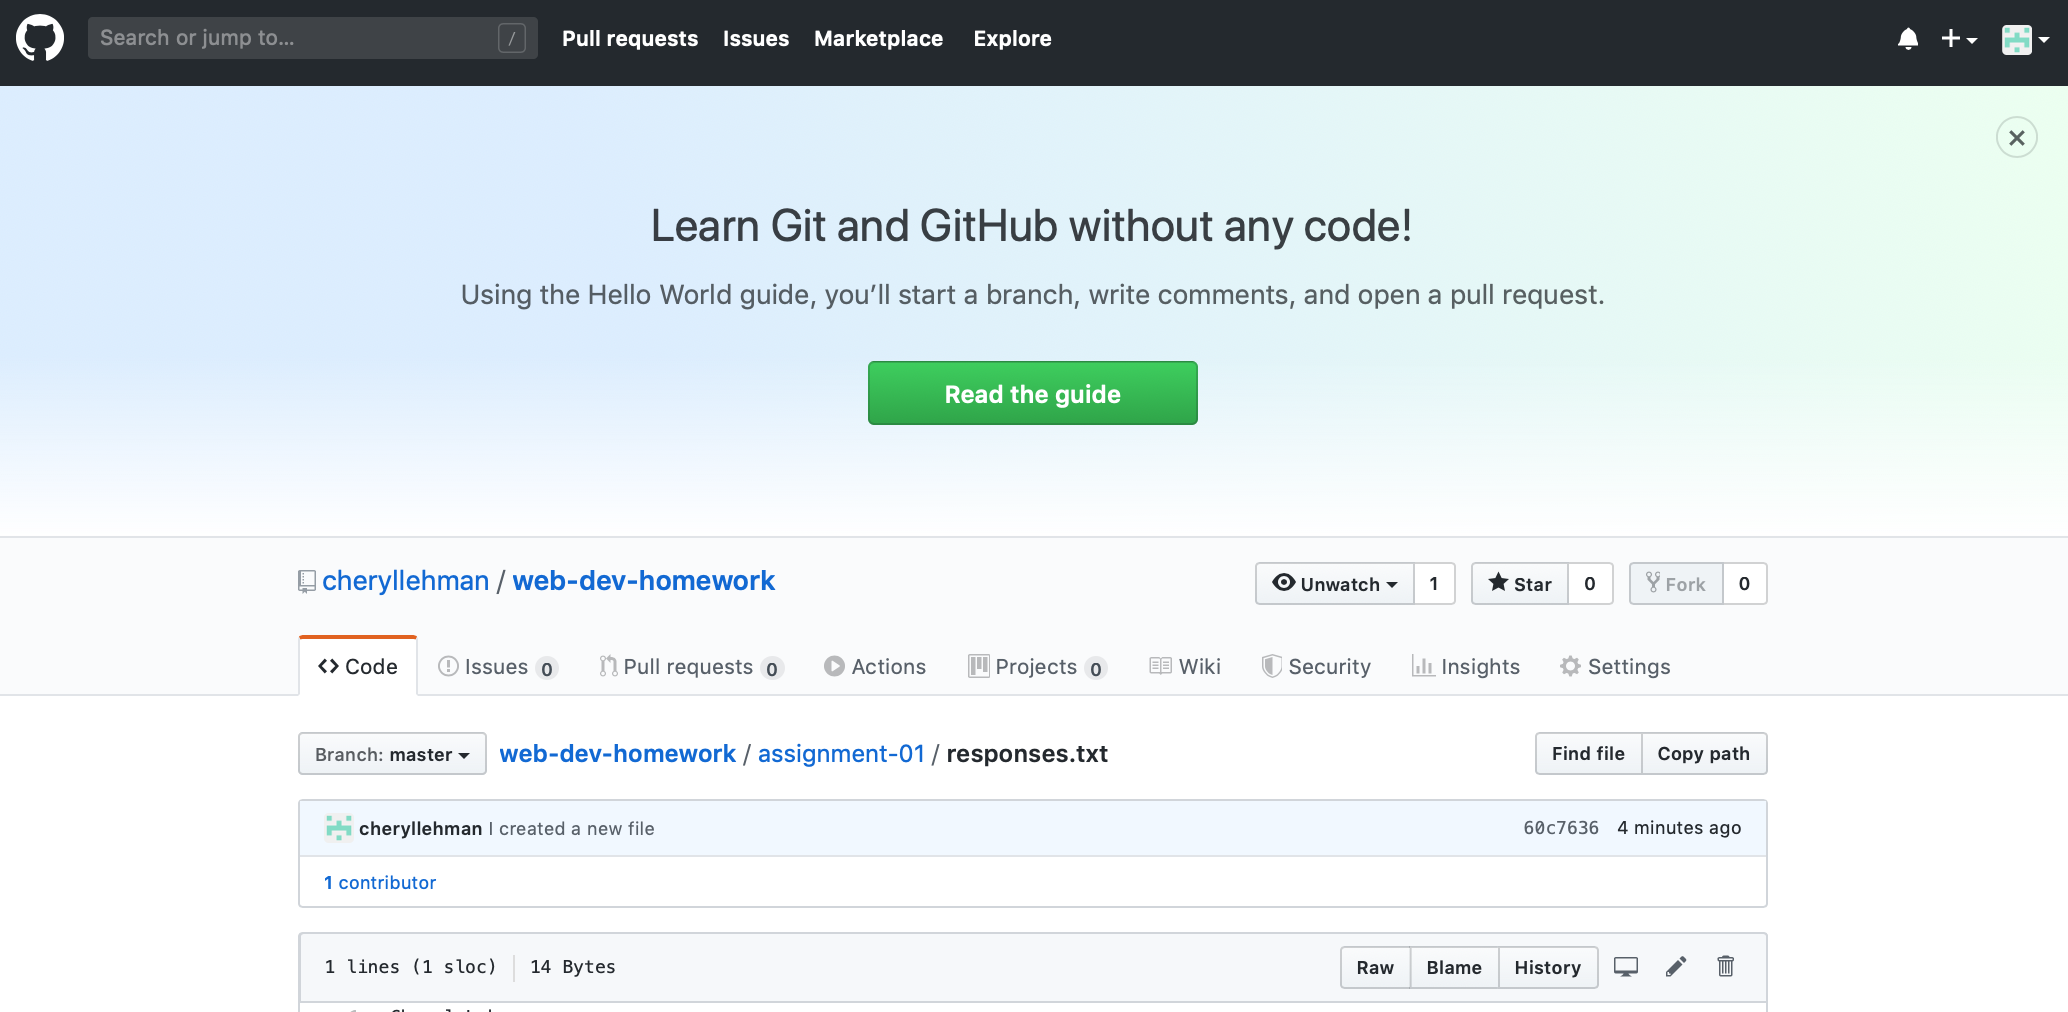 Search or jump to... / Pull requests Issues Marketplace Explore
Learn Git and GitHub without any code!
Using the Hello World guide, you’ll start a branch, write comments, and open a pull request.
Read the guide
cheryllehman / web-dev-homework Unwatch 1 Star 0 Fork 0
Code Issues 0 Pull requests 0 Actions Projects 0 Wiki Security Insights Settings
Branch: master web-dev-homework / assignment-01 / responses.txt Find file Copy path
cheryllehman I created a new file 60c7636 4 minutes ago
1 contributor
1 lines (1 sloc) 14 Bytes Raw Blame History